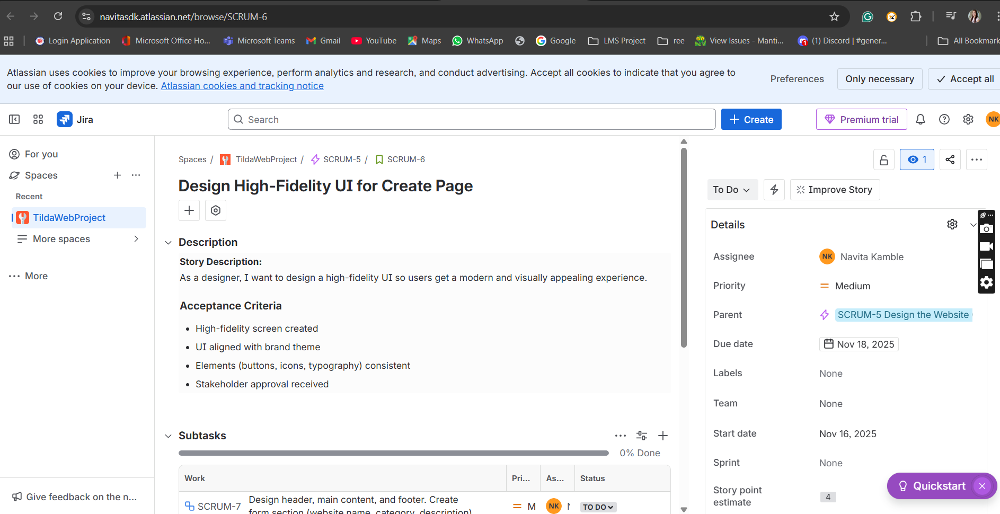 navitasdk.atlassian.net/browse/SCRUM-6
Login Application
Microsoft Office Ho...
Microsoft Teams
Gmail
YouTube
Maps
WhatsApp
Google
LMS Project
ree
View Issues - Manti...
(1) Discord | #gener...
All Bookmark
Atlassian uses cookies to improve your browsing experience, perform analytics and research, and conduct advertising. Accept all cookies to indicate that you agree to
our use of cookies on your device. Atlassian cookies and tracking notice
Preferences
Only necessary
Accept all
Jira
Search
Create
Premium trial
NK
For you
Spaces
Recent
TildaWebProject
More spaces
More
Give feedback on the n...
Spaces / TildaWebProject / SCRUM-5 / SCRUM-6
Design High-Fidelity UI for Create Page
Description
Story Description:
As a designer, I want to design a high-fidelity UI so users get a modern and visually appealing experience.
Acceptance Criteria
• High-fidelity screen created
• UI aligned with brand theme
• Elements (buttons, icons, typography) consistent
• Stakeholder approval received
Subtasks
0% Done
Work
Pri...
As...
Status
SCRUM-7
Design header, main content, and footer. Create
form section (website name, category, description)
M
NK
TO DO
1
To Do
Improve Story
Details
Assignee
NK Navita Kamble
Priority
Medium
Parent
SCRUM-5 Design the Website
Due date
Nov 18, 2025
Labels
None
Team
None
Start date
Nov 16, 2025
Sprint
None
Story point
estimate
4
Quickstart